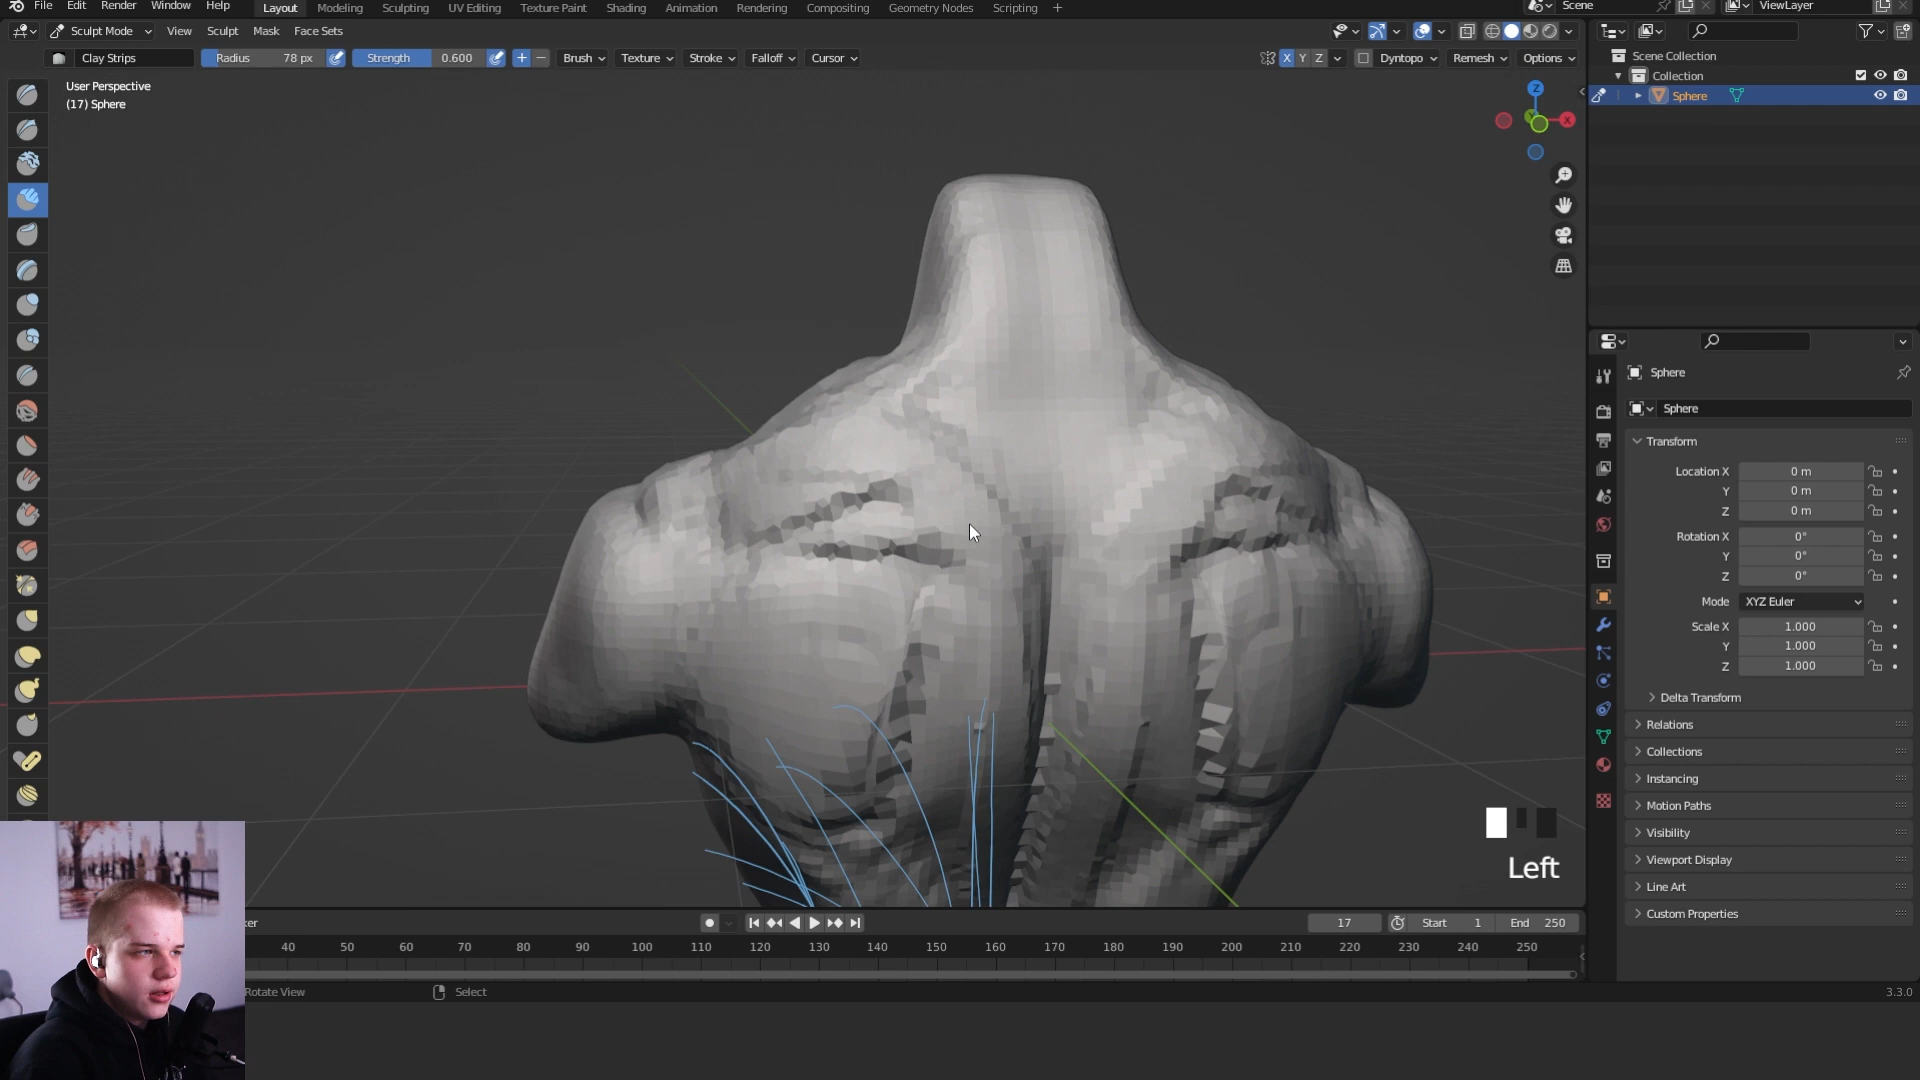 File Edit Render Window Help Layout Modeling Sculpting UV Editing Texture Paint Shading Animation Rendering Compositing Geometry Nodes Scripting + Scene ViewLayer
Sculpt Mode View Sculpt Mask Face Sets
Clay Strips Radius 78 px Strength 0.600 Brush Texture Stroke Falloff Cursor X Y Z Dyntopo Remesh Options
User Perspective
(17) Sphere
Z
X
Left
Scene Collection
Collection
Sphere
Sphere
Sphere
Transform
Location X 0 m
Y 0 m
Z 0 m
Rotation X 0°
Y 0°
Z 0°
Mode XYZ Euler
Scale X 1.000
Y 1.000
Z 1.000
Delta Transform
Relations
Collections
Instancing
Motion Paths
Visibility
Viewport Display
Line Art
Custom Properties
ker 17 Start 1 End 250
40 50 60 70 80 90 100 110 120 130 140 150 160 170 180 190 200 210 220 230 240 250
Rotate View Select 3.3.0